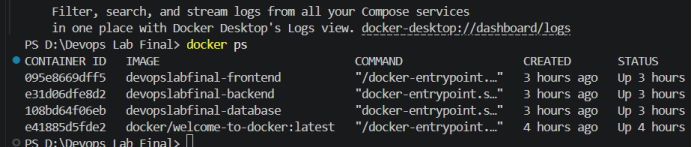 Filter, search, and stream logs from all your Compose services
in one place with Docker Desktop's Logs view. docker-desktop://dashboard/logs
PS D:\Devops Lab Final> docker ps
CONTAINER ID IMAGE COMMAND CREATED STATUS
095e8669dff5 devopslabfinal-frontend "/docker-entrypoint.…" 3 hours ago Up 3 hours
e31d06dfe8d2 devopslabfinal-backend "docker-entrypoint.s…" 3 hours ago Up 3 hours
108bd64f06eb devopslabfinal-database "docker-entrypoint.s…" 3 hours ago Up 3 hours
e41885d5fde2 docker/welcome-to-docker:latest "/docker-entrypoint.…" 4 hours ago Up 4 hours
PS D:\Devops Lab Final>